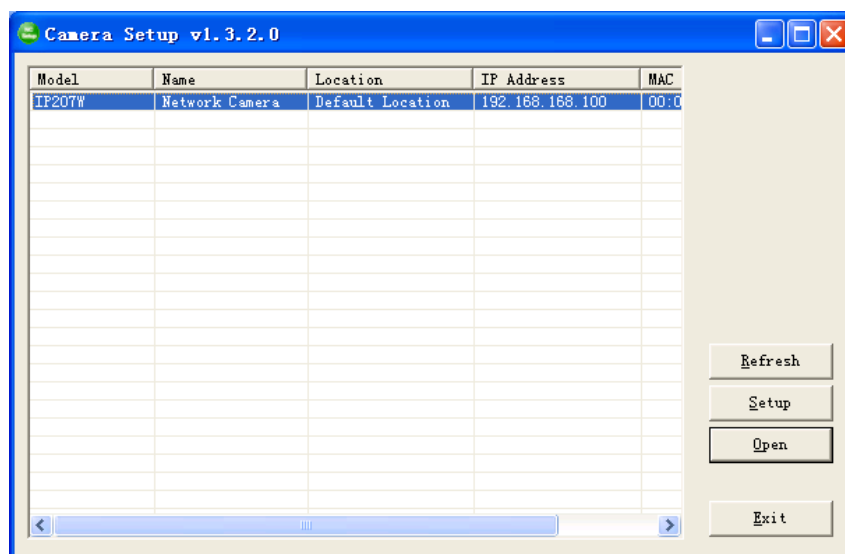 Camera Setup v1.3.2.0
Model Name Location IP Address MAC
IP207W Network Camera Default Location 192.168.168.100 00:0
Refresh
Setup
Open
Exit